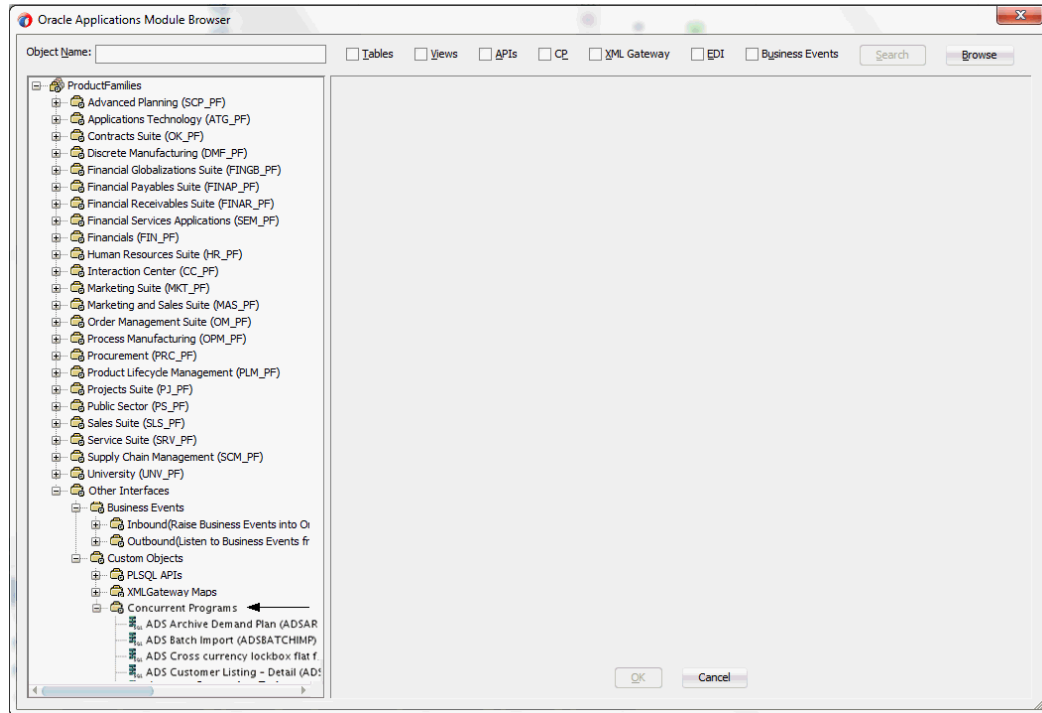 Oracle Applications Module Browser
Object Name:
Tables
Views
APIs
CP
XML Gateway
EDI
Business Events
Search
Browse
ProductFamilies
Advanced Planning (SCP_PF)
Applications Technology (ATG_PF)
Contracts Suite (OK_PF)
Discrete Manufacturing (DMF_PF)
Financial Globalizations Suite (FINGB_PF)
Financial Payables Suite (FINAP_PF)
Financial Receivables Suite (FINAR_PF)
Financial Services Applications (SEM_PF)
Financials (FIN_PF)
Human Resources Suite (HR_PF)
Interaction Center (CC_PF)
Marketing Suite (MKT_PF)
Marketing and Sales Suite (MAS_PF)
Order Management Suite (OM_PF)
Process Manufacturing (OPM_PF)
Procurement (PRC_PF)
Product Lifecycle Management (PLM_PF)
Projects Suite (PJ_PF)
Public Sector (PS_PF)
Sales Suite (SLS_PF)
Service Suite (SRV_PF)
Supply Chain Management (SCM_PF)
University (UNV_PF)
Other Interfaces
Business Events
Inbound(Raise Business Events into Or
Outbound(Listen to Business Events fr
Custom Objects
PLSQL APIs
XMLGateway Maps
Concurrent Programs
ADS Archive Demand Plan (ADSAR
ADS Batch Import (ADSBATCHIMP)
ADS Cross currency lockbox flat f
ADS Customer Listing - Detail (ADS
OK
Cancel